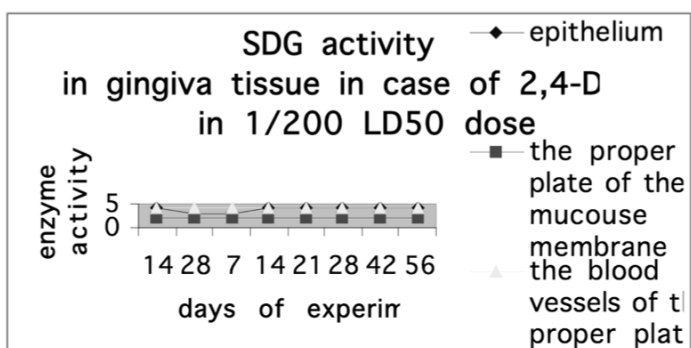 SDG activity
in gingiva tissue in case of 2,4-D
in 1/200 LD50 dose
epithelium
the proper
plate of the
mucouse
membrane
the blood
vessels of t
proper plat
enzyme
activity
5
0
14 28 7 14 21 28 42 56
days of experim